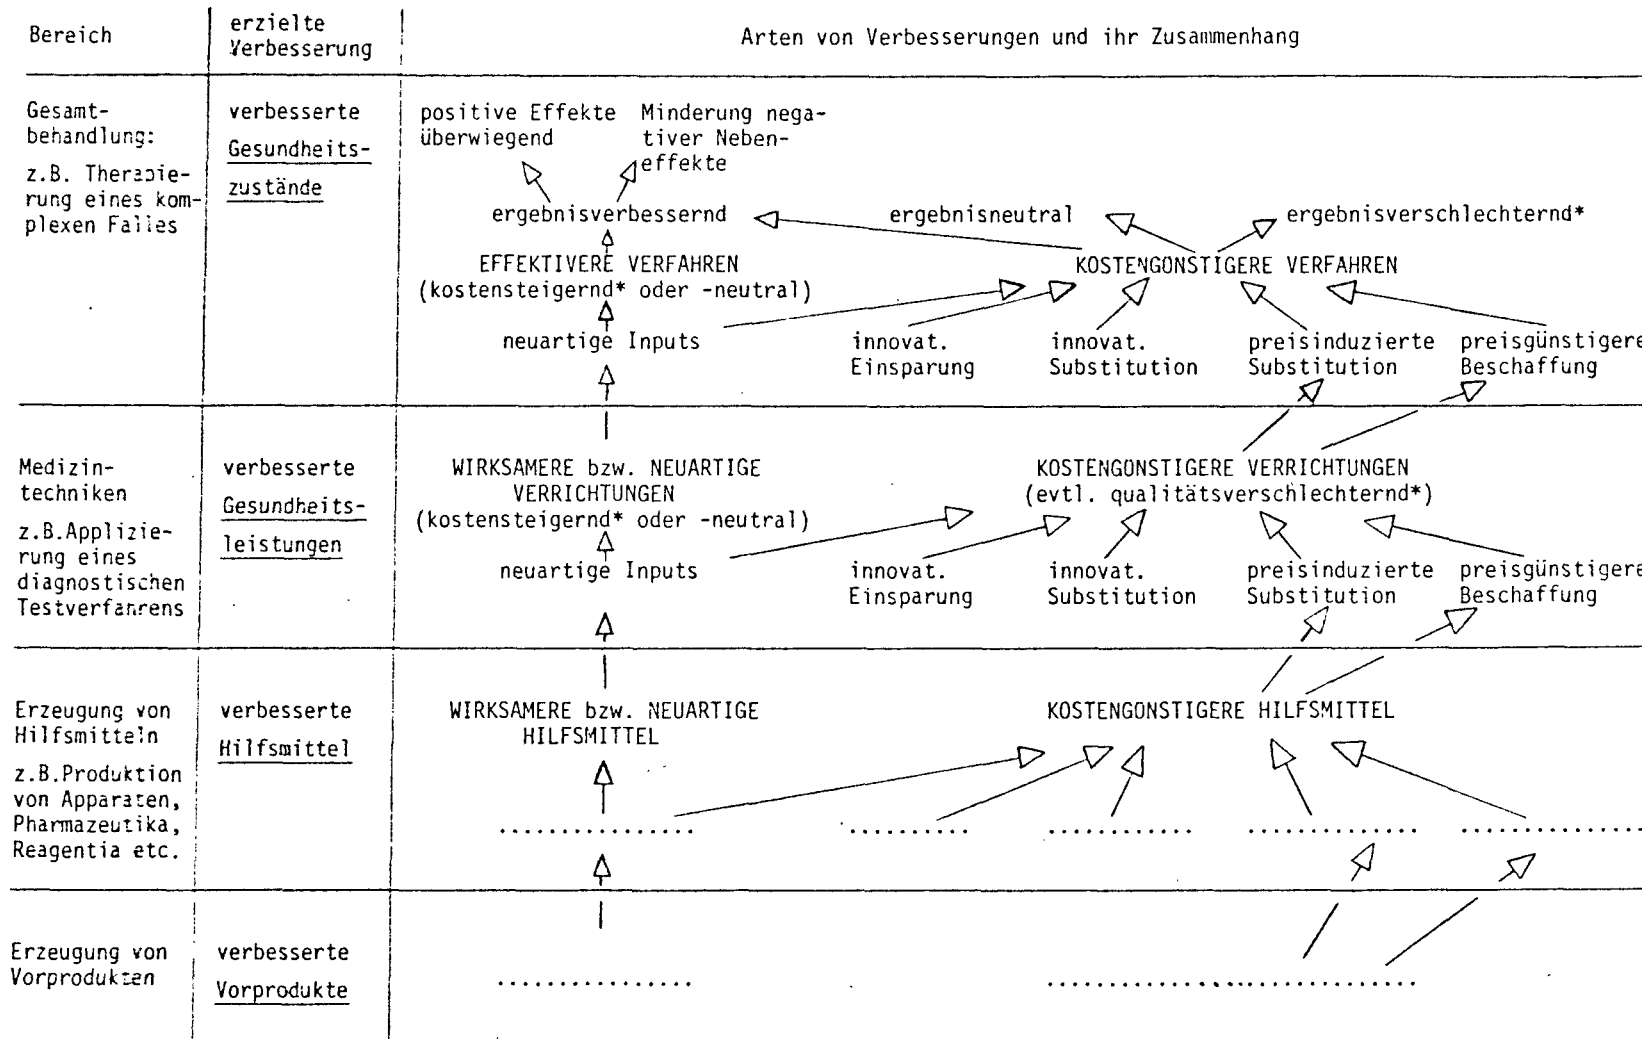 Bereich
erzielte
Verbesserung
Arten von Verbesserungen und ihr Zusammenhang
Gesamt-
behandlung:
z.B. Therapie-
rung eines kom-
plexen Falles
verbesserte
Gesundheits-
zustände
positive Effekte
überwiegend
Minderung nega-
tiver Neben-
effekte
ergebnisverbessernd
ergebnisneutral
ergebnisverschlechternd*
EFFEKTIVERE VERFAHREN
(kostensteigernd* oder -neutral)
KOSTENGÜNSTIGERE VERFAHREN
neuartige Inputs
innovat.
Einsparung
innovat.
Substitution
preisinduzierte
Substitution
preisgünstigere
Beschaffung
Medizin-
techniken
z.B.Applizie-
rung eines
diagnostischen
Testverfahrens
verbesserte
Gesundheits-
leistungen
WIRKSAMERE bzw. NEUARTIGE
VERRICHTUNGEN
(kostensteigernd* oder -neutral)
KOSTENGÜNSTIGERE VERRICHTUNGEN
(evtl. qualitätsverschlechternd*)
neuartige Inputs
innovat.
Einsparung
innovat.
Substitution
preisinduzierte
Substitution
preisgünstigere
Beschaffung
Erzeugung von
Hilfsmitteln
z.B.Produktion
von Apparaten,
Pharmazeutika,
Reagentia etc.
verbesserte
Hilfsmittel
WIRKSAMERE bzw. NEUARTIGE
HILFSMITTEL
KOSTENGÜNSTIGERE HILFSMITTEL
Erzeugung von
Vorprodukten
verbesserte
Vorprodukte